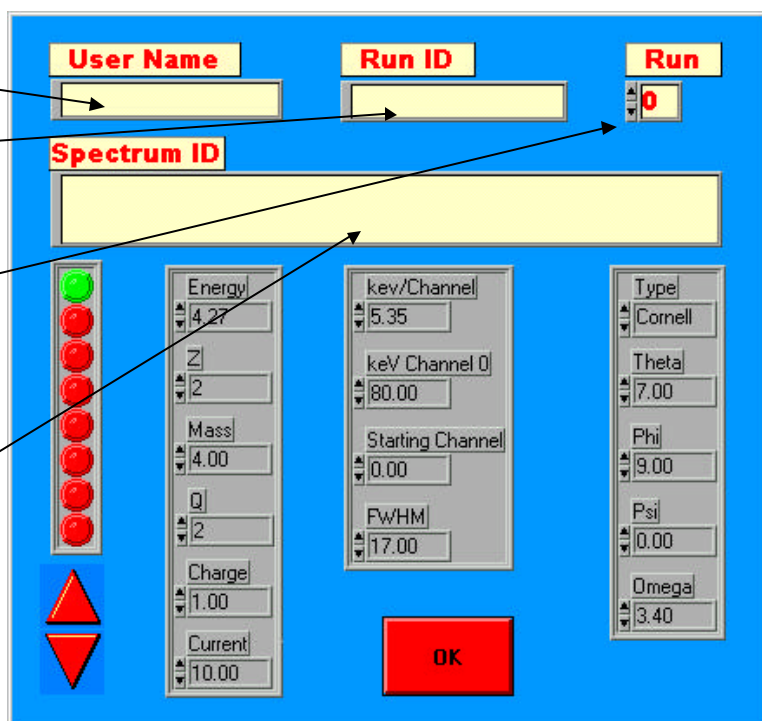 User Name
Run ID
Run
0
Spectrum ID
Energy
4.27
Z
2
Mass
4.00
Q
2
Charge
1.00
Current
10.00
kev/Channel
5.35
keV Channel 0
80.00
Starting Channel
0.00
FWHM
17.00
Type
Cornell
Theta
7.00
Phi
9.00
Psi
0.00
Omega
3.40
OK